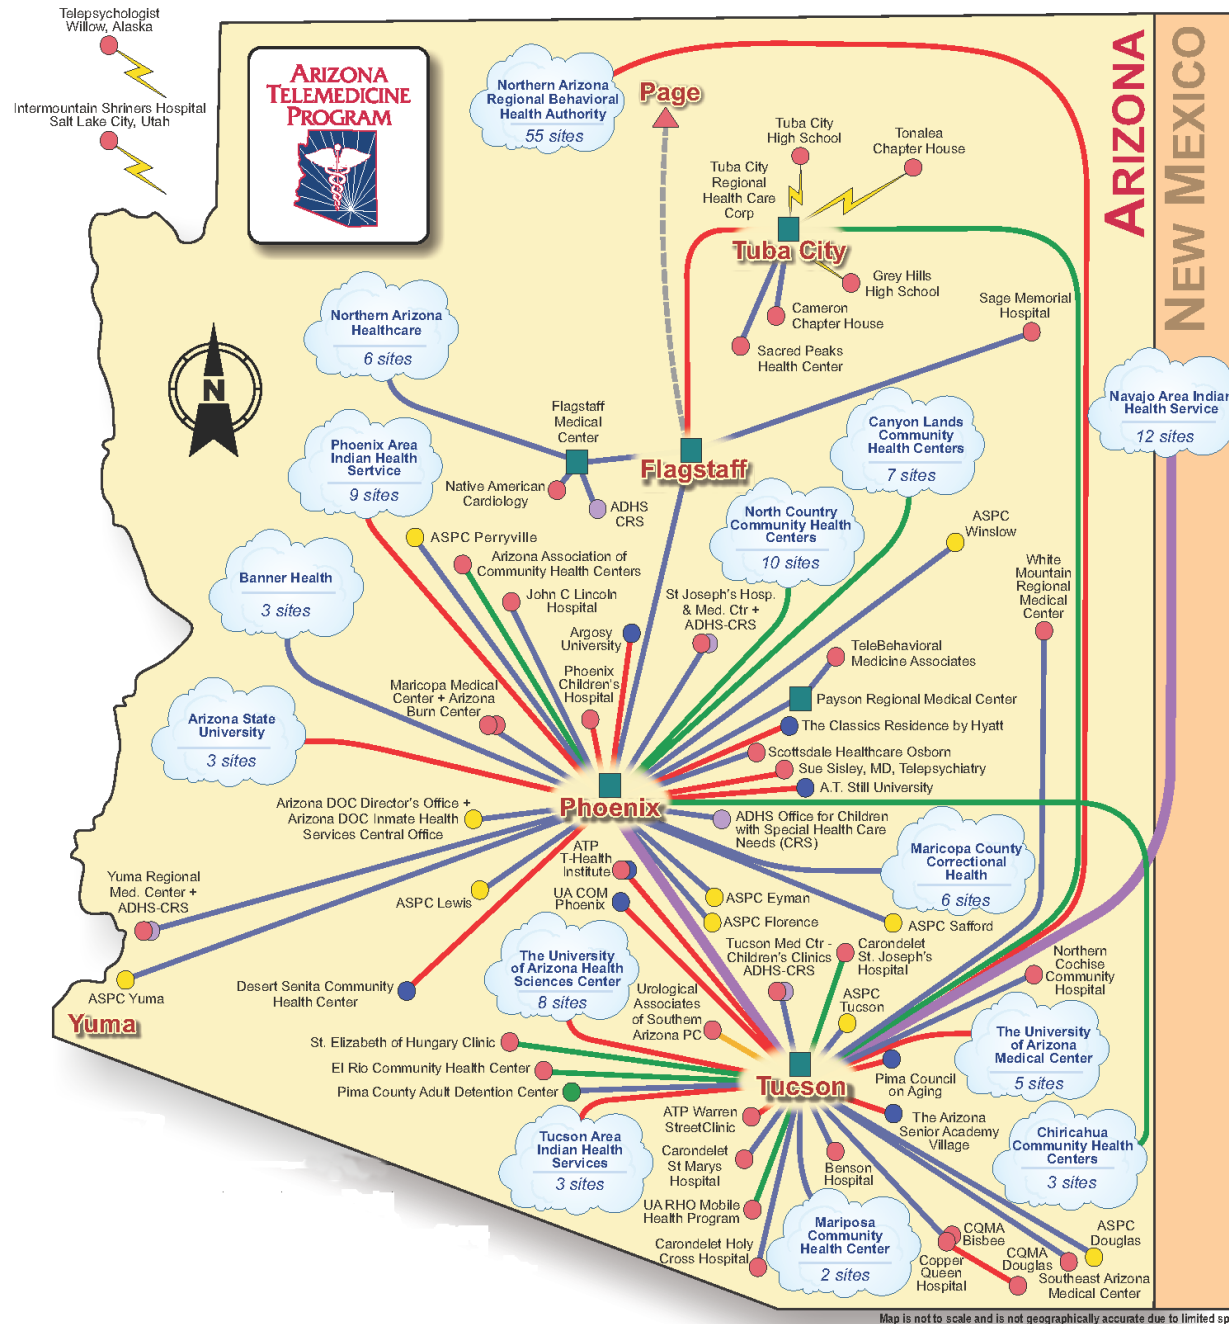 Telepsychologist
Willow, Alaska
Intermountain Shriners Hospital
Salt Lake City, Utah
ARIZONA
TELEMEDICINE
PROGRAM
Northern Arizona
Regional Behavioral
Health Authority
55 sites
Page
Tuba City
High School
Tonalea
Chapter House
Tuba City
Regional
Health Care
Corp
Tuba City
Grey Hills
High School
Cameron
Chapter House
Sacred Peaks
Health Center
Sage Memorial
Hospital
ARIZONA
NEW MEXICO
Navajo Area Indian
Health Service
12 sites
Northern Arizona
Healthcare
6 sites
N
Flagstaff
Medical
Center
Flagstaff
Native American
Cardiology
ADHS
CRS
Phoenix Area
Indian Health
Sertvice
9 sites
Canyon Lands
Community
Health Centers
7 sites
North Country
Community Health
Centers
10 sites
ASPC
Winslow
White
Mountain
Regional
Medical
Center
ASPC Perryville
Arizona Association of
Community Health Centers
John C Lincoln
Hospital
Argosy
University
St Joseph's Hosp.
& Med. Ctr +
ADHS-CRS
Banner Health
3 sites
TeleBehavioral
Medicine Associates
Phoenix
Children's
Hospital
Maricopa Medical
Center + Arizona
Burn Center
Payson Regional Medical Center
The Classics Residence by Hyatt
Arizona State
University
3 sites
Scottsdale Healthcare Osborn
Sue Sisley, MD, Telepsychiatry
A.T. Still University
Phoenix
Arizona DOC Director's Office +
Arizona DOC Inmate Health
Services Central Office
ADHS Office for Children
with Special Health Care
Needs (CRS)
Maricopa County
Correctional
Health
6 sites
ATP
T-Health
Institute
UA COM
Phoenix
ASPC Lewis
ASPC Eyman
ASPC Florence
ASPC Safford
Yuma Regional
Med. Center +
ADHS-CRS
ASPC Yuma
Yuma
Desert Senita Community
Health Center
The University
of Arizona Health
Sciences Center
8 sites
Tucson Med Ctr -
Children's Clinics
ADHS-CRS
Carondelet
St. Joseph's
Hospital
Northern
Cochise
Community
Hospital
Urological
Associates
of Southern
Arizona PC
ASPC
Tucson
St. Elizabeth of Hungary Clinic
El Rio Community Health Center
Pima County Adult Detention Center
Tucson
The University
of Arizona
Medical Center
5 sites
Pima Council
on Aging
The Arizona
Senior Academy
Village
ATP Warren
StreetClinic
Tucson Area
Indian Health
Services
3 sites
Carondelet
St Marys
Hospital
Benson
Hospital
Chiricahua
Community Health
Centers
3 sites
UA RHO Mobile
Health Program
Carondelet Holy
Cross Hospital
Mariposa
Community
Health Center
2 sites
CQMA
Bisbee
Copper
Queen
Hospital
CQMA
Douglas
ASPC
Douglas
Southeast Arizona
Medical Center
Map is not to scale and is not geographically accurate due to limited sp